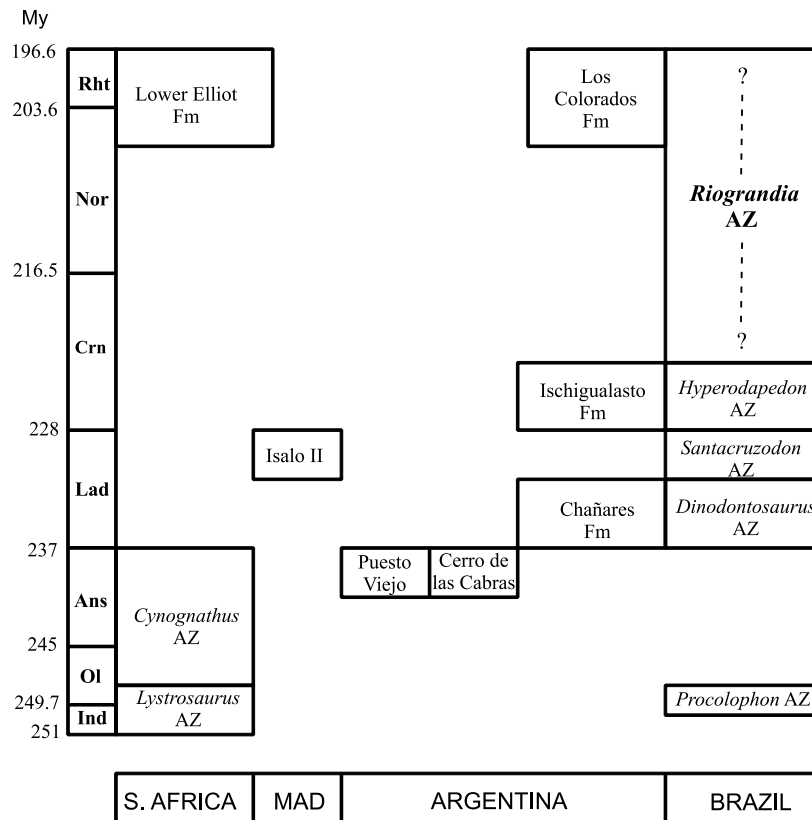 My
196.6
Rht
Lower Elliot
Fm
Los
Colorados
Fm
?
203.6
Nor
Riograndia
AZ
216.5
Crn
?
Ischigualasto
Fm
Hyperodapedon
AZ
228
Isalo II
Santacruzodon
AZ
Lad
Chañares
Fm
Dinodontosaurus
AZ
237
Puesto
Viejo
Cerro de
las Cabras
Ans
Cynognathus
AZ
245
Ol
249.7
Lystrosaurus
AZ
Procolophon AZ
Ind
251
S. AFRICA
MAD
ARGENTINA
BRAZIL